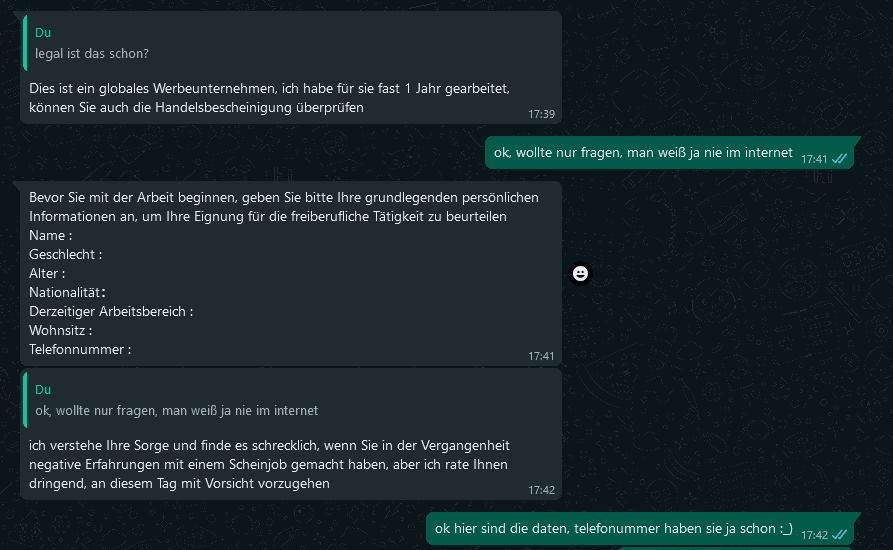 Du
legal ist das schon?
Dies ist ein globales Werbeunternehmen, ich habe für sie fast 1 Jahr gearbeitet,
können Sie auch die Handelsbescheinigung überprüfen
17:39
ok, wollte nur fragen, man weiß ja nie im internet
17:41
Bevor Sie mit der Arbeit beginnen, geben Sie bitte Ihre grundlegenden persönlichen
Informationen an, um Ihre Eignung für die freiberufliche Tätigkeit zu beurteilen
Name :
Geschlecht :
Alter :
Nationalität：
Derzeitiger Arbeitsbereich :
Wohnsitz :
Telefonnummer :
17:41
Du
ok, wollte nur fragen, man weiß ja nie im internet
ich verstehe Ihre Sorge und finde es schrecklich, wenn Sie in der Vergangenheit
negative Erfahrungen mit einem Scheinjob gemacht haben, aber ich rate Ihnen
dringend, an diesem Tag mit Vorsicht vorzugehen
17:42
ok hier sind die daten, telefonummer haben sie ja schon :_)
17:42